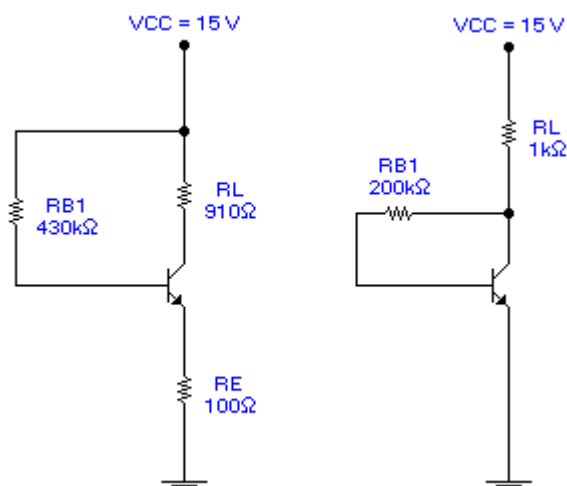 VCC = 15 V
RB1
430kΩ
RL
910Ω
RE
100Ω
VCC = 15 V
RL
1kΩ
RB1
200kΩ